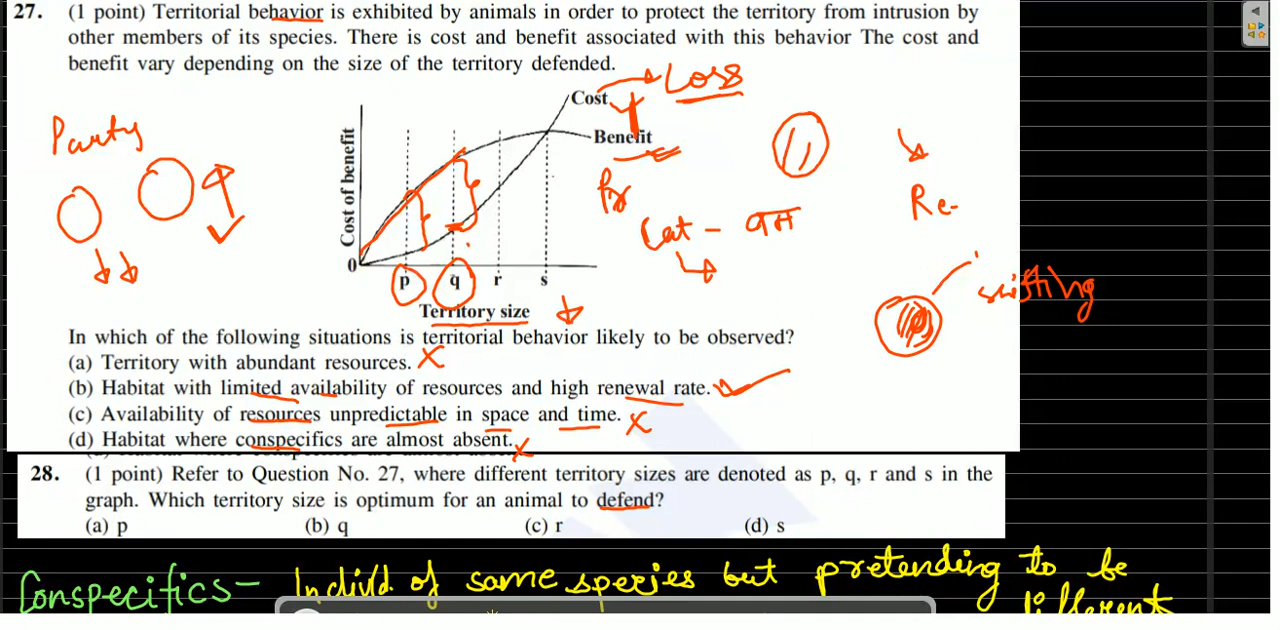 27. (1 point) Territorial behavior is exhibited by animals in order to protect the territory from intrusion by
other members of its species. There is cost and benefit associated with this behavior The cost and
benefit vary depending on the size of the territory defended.
Party
Cost
Loss
Benefit
Cost of benefit
Cat -
Re-
0
p q r s
Territory size
shifting
In which of the following situations is territorial behavior likely to be observed?
(a) Territory with abundant resources.
(b) Habitat with limited availability of resources and high renewal rate.
(c) Availability of resources unpredictable in space and time.
(d) Habitat where conspecifics are almost absent.
28. (1 point) Refer to Question No. 27, where different territory sizes are denoted as p, q, r and s in the
graph. Which territory size is optimum for an animal to defend?
(a) p (b) q (c) r (d) s
Conspecifics - Individ of same species but pretending to be
different